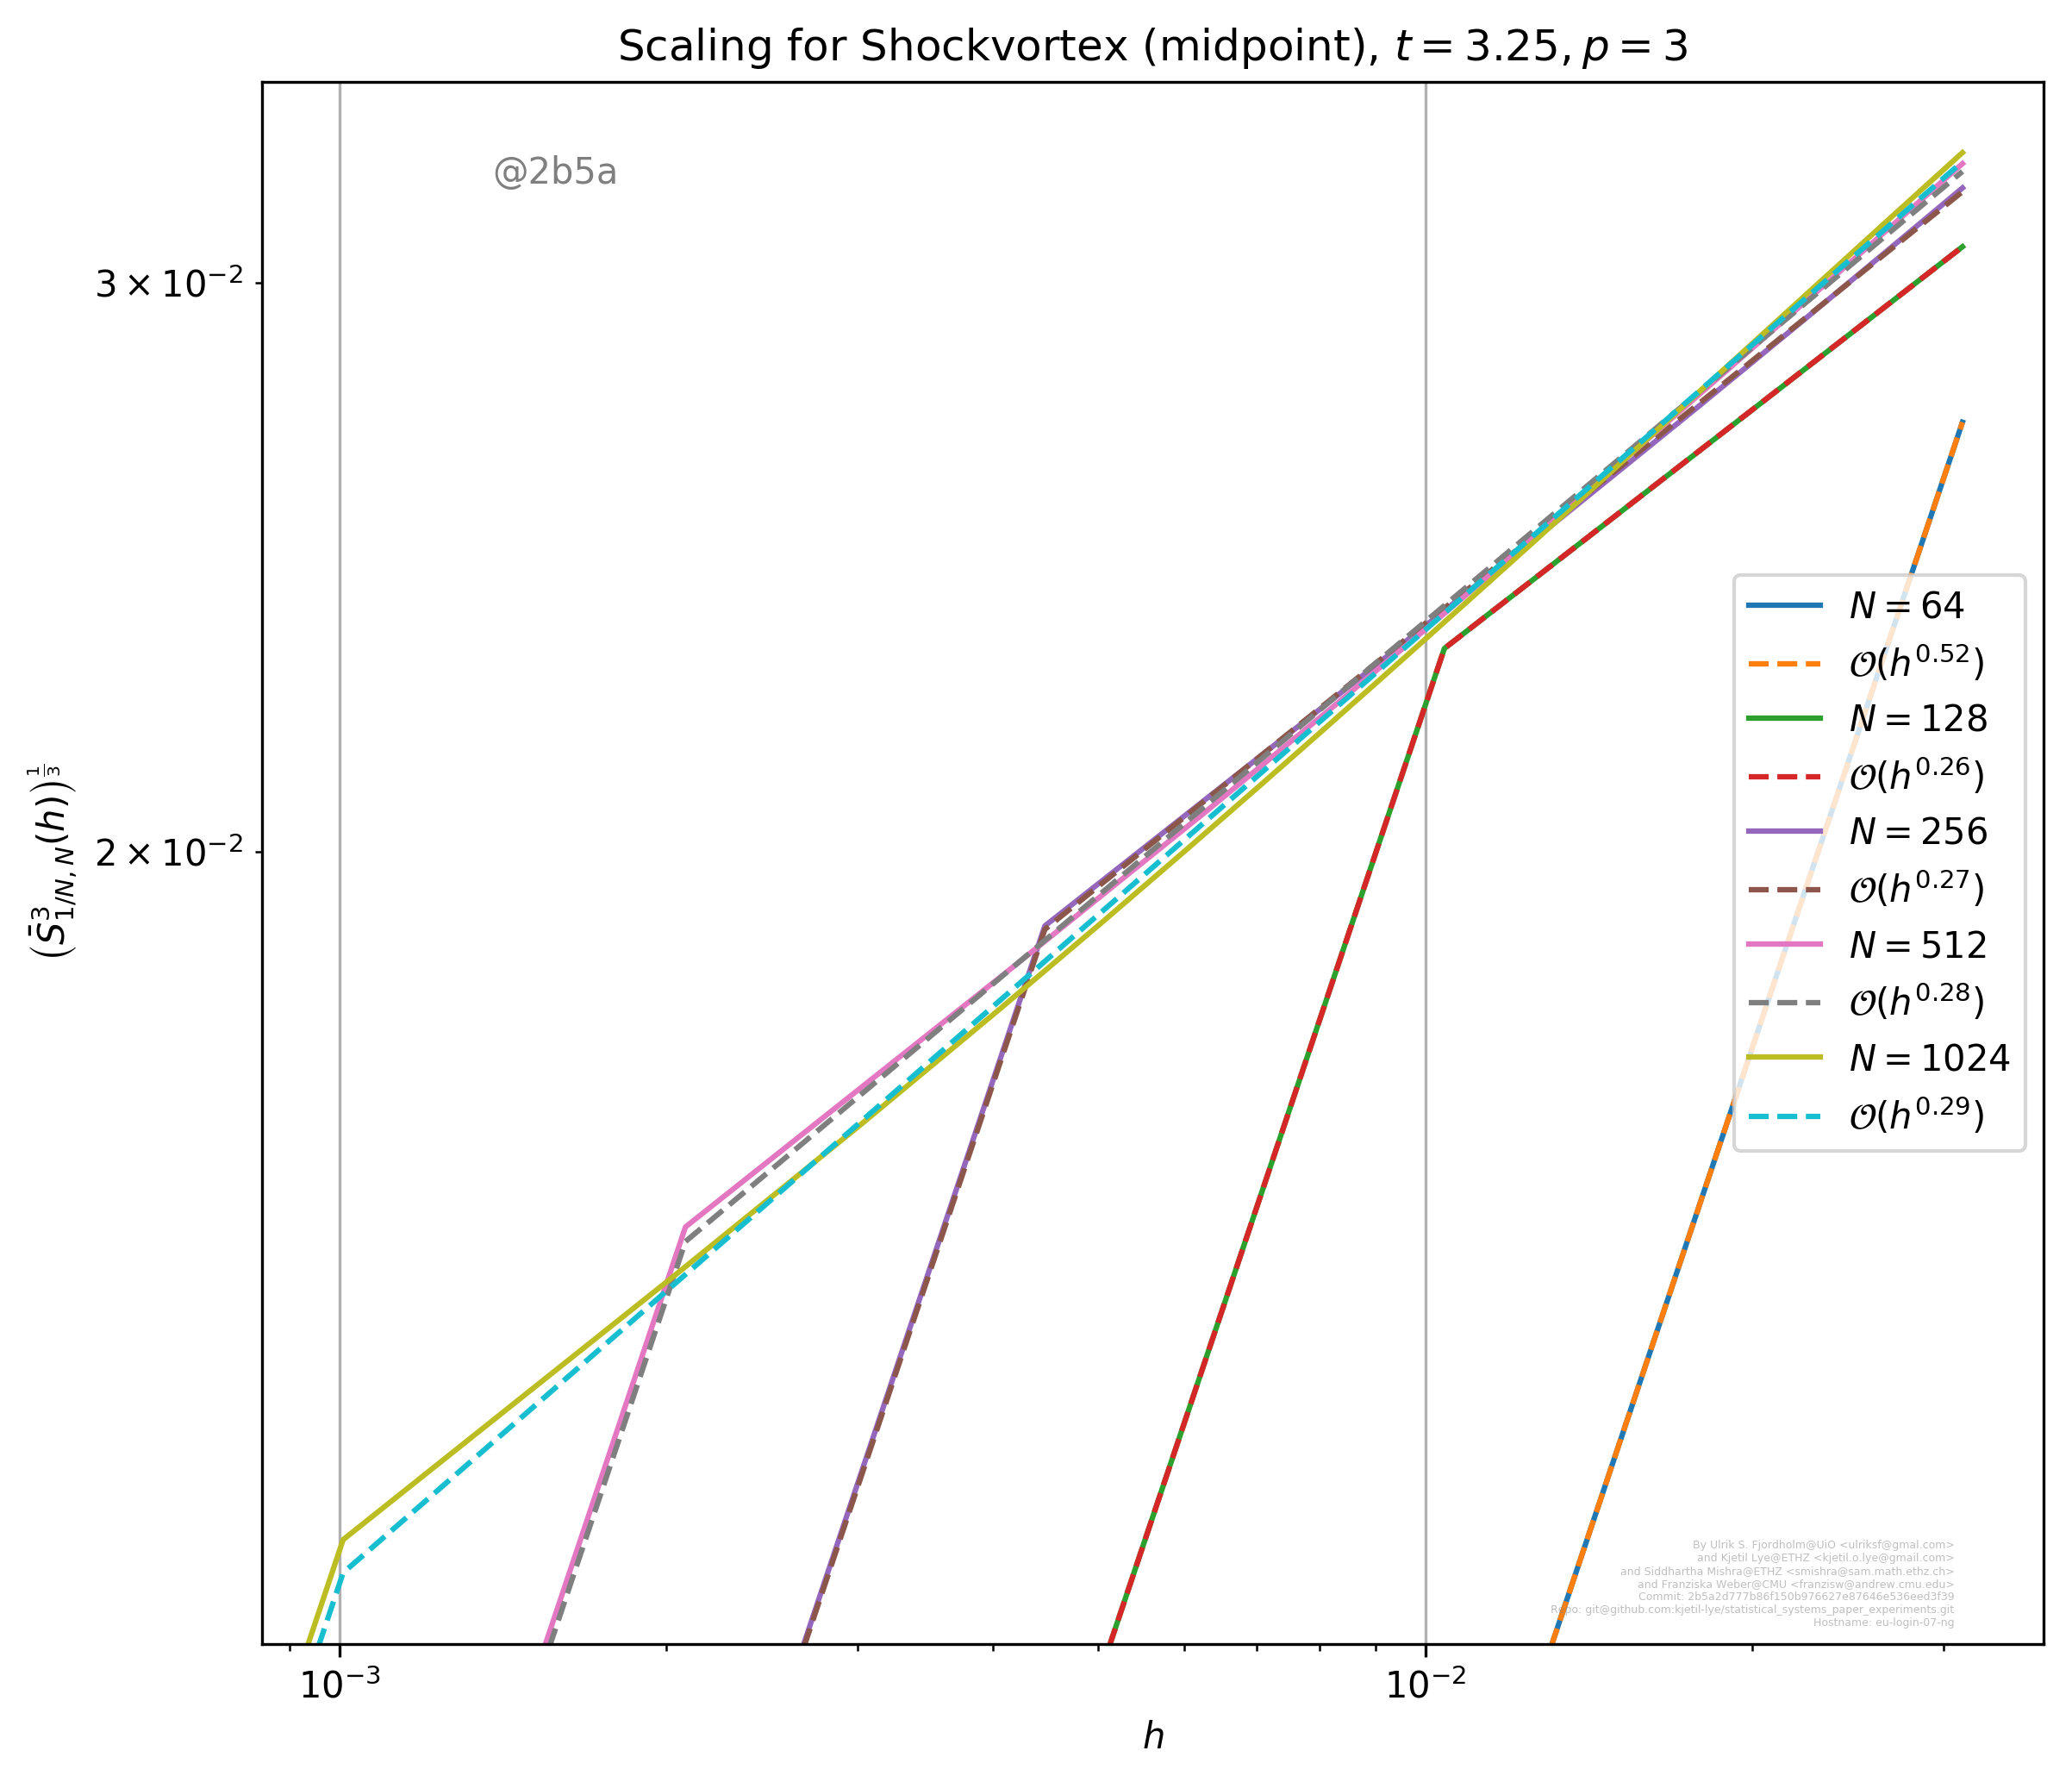 Scaling for Shockvortex (midpoint), t = 3.25, p = 3
@2b5a
3 × 10⁻²
2 × 10⁻²
(S̄³₁/N, N(h))^(1/3)
N = 64
𝒪(h^0.52)
N = 128
𝒪(h^0.26)
N = 256
𝒪(h^0.27)
N = 512
𝒪(h^0.28)
N = 1024
𝒪(h^0.29)
By Ulrik S. Fjordholm@UiO <ulriksf@gmal.com>
and Kjetil Lye@ETHZ <kjetil.o.lye@gmail.com>
and Siddhartha Mishra@ETHZ <smishra@sam.math.ethz.ch>
and Franziska Weber@CMU <franzisw@andrew.cmu.edu>
Commit: 2b5a2d777b86f150b976627e87646e536eed3f39
Repo: git@github.com:kjetil-lye/statistical_systems_paper_experiments.git
Hostname: eu-login-07-ng
10⁻³
10⁻²
h